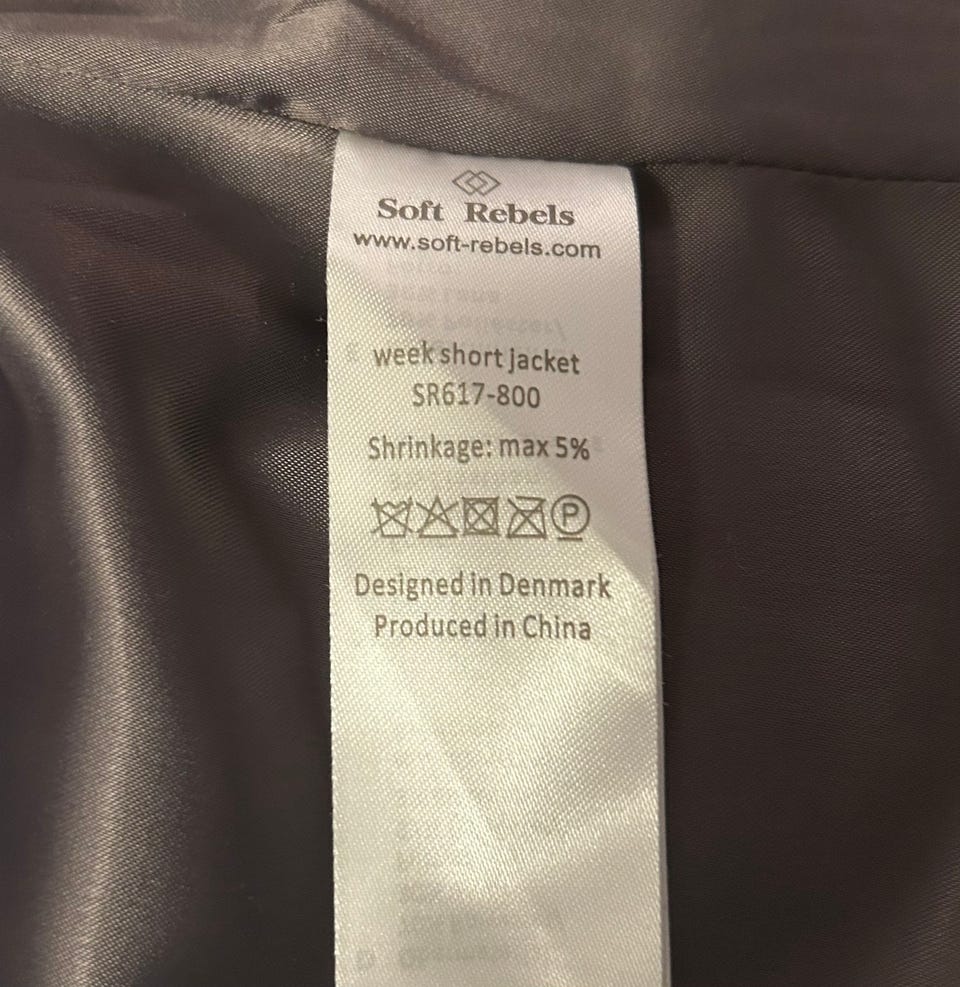 Soft Rebels
www.soft-rebels.com
week short jacket
SR617-800
Shrinkage: max 5%
P
Designed in Denmark
Produced in China